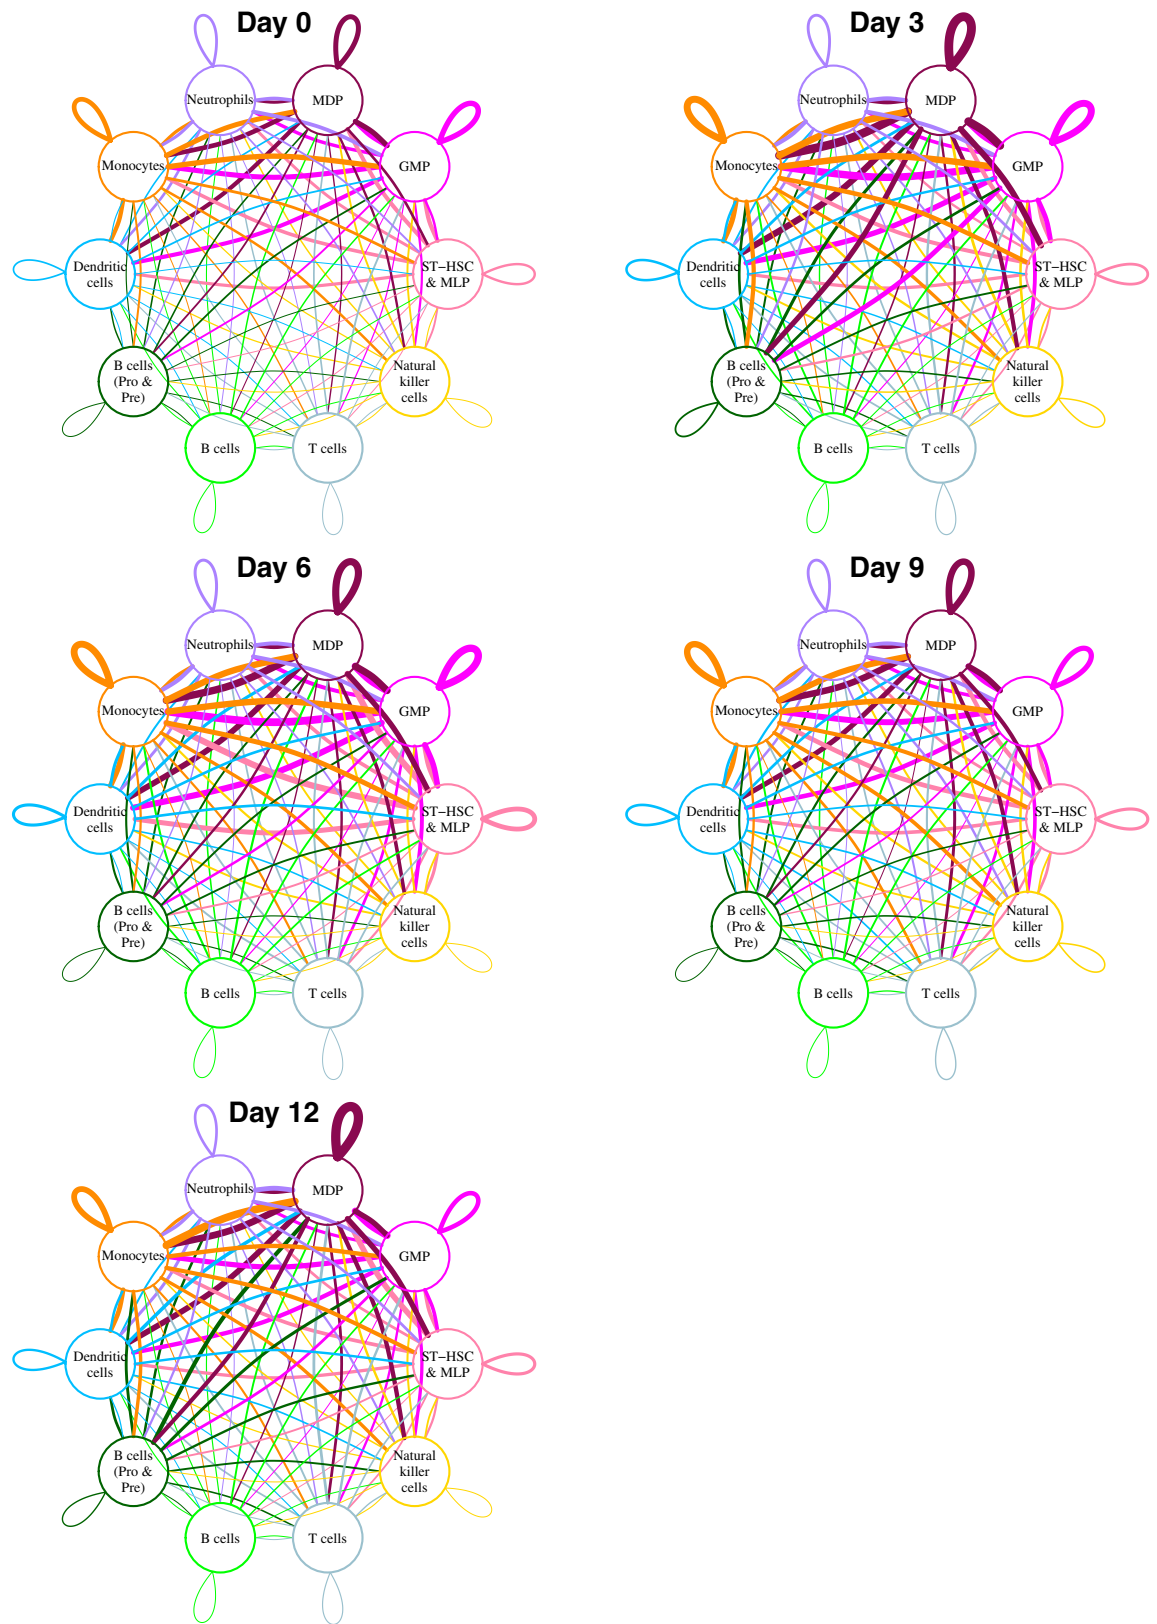 Day 0
Neutrophils
MDP
Monocytes
GMP
Dendritic
cells
ST−HSC
& MLP
B cells
(Pro &
Pre)
Natural
killer
cells
B cells
T cells
Day 3
Neutrophils
MDP
Monocytes
GMP
Dendritic
cells
ST−HSC
& MLP
B cells
(Pro &
Pre)
Natural
killer
cells
B cells
T cells
Day 6
Neutrophils
MDP
Monocytes
GMP
Dendritic
cells
ST−HSC
& MLP
B cells
(Pro &
Pre)
Natural
killer
cells
B cells
T cells
Day 9
Neutrophils
MDP
Monocytes
GMP
Dendritic
cells
ST−HSC
& MLP
B cells
(Pro &
Pre)
Natural
killer
cells
B cells
T cells
Day 12
Neutrophils
MDP
Monocytes
GMP
Dendritic
cells
ST−HSC
& MLP
B cells
(Pro &
Pre)
Natural
killer
cells
B cells
T cells